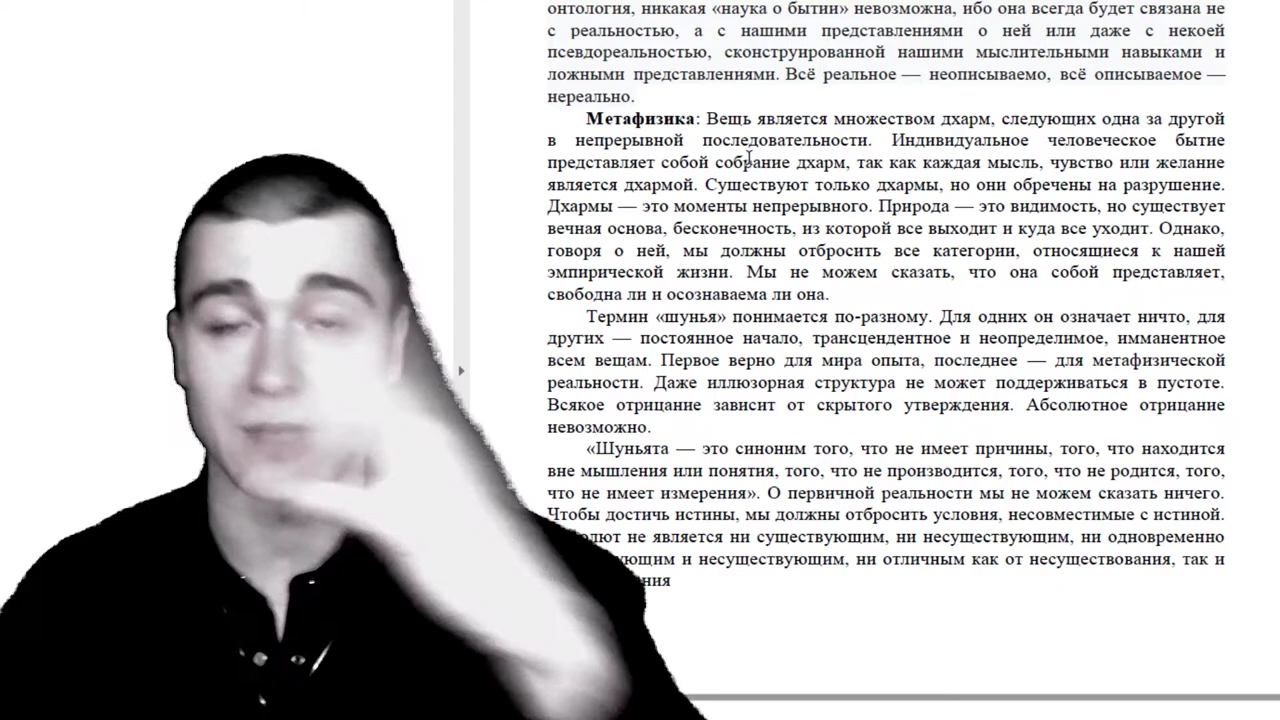 онтология, никакая «наука о бытии» невозможна, ибо она всегда будет связана не
с реальностью, а с нашими представлениями о ней или даже с некоей
псевдореальностью, сконструированной нашими мыслительными навыками и
ложными представлениями. Всё реальное — неописываемо, всё описываемое —
нереально.
Метафизика: Вещь является множеством дхарм, следующих одна за другой
в непрерывной последовательности. Индивидуальное человеческое бытие
представляет собой собрание дхарм, так как каждая мысль, чувство или желание
является дхармой. Существуют только дхармы, но они обречены на разрушение.
Дхармы — это моменты непрерывного. Природа — это видимость, но существует
вечная основа, бесконечность, из которой все выходит и куда все уходит. Однако,
говоря о ней, мы должны отбросить все категории, относящиеся к нашей
эмпирической жизни. Мы не можем сказать, что она собой представляет,
свободна ли и осознаваема ли она.
Термин «шунья» понимается по-разному. Для одних он означает ничто, для
других — постоянное начало, трансцендентное и неопределимое, имманентное
всем вещам. Первое верно для мира опыта, последнее — для метафизической
реальности. Даже иллюзорная структура не может поддерживаться в пустоте.
Всякое отрицание зависит от скрытого утверждения. Абсолютное отрицание
невозможно.
«Шуньята — это синоним того, что не имеет причины, того, что находится
вне мышления или понятия, того, что не производится, того, что не родится, того,
что не имеет измерения». О первичной реальности мы не можем сказать ничего.
Чтобы достичь истины, мы должны отбросить условия, несовместимые с истиной.
не является ни существующим, ни несуществующим, ни одновременно
и несуществующим, ни отличным как от несуществования, так и